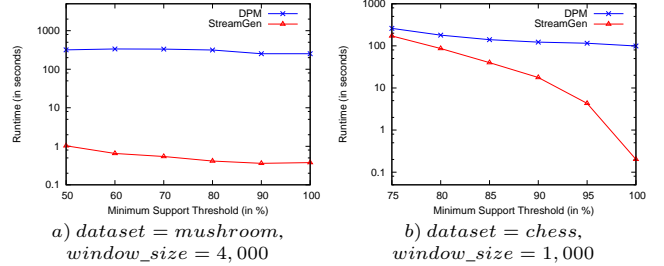 DPM
StreamGen
1000
100
10
1
0.1
Runtime (in seconds)
50 60 70 80 90 100
Minimum Support Threshold (in %)
a) dataset = mushroom,
window_size = 4, 000
DPM
StreamGen
1000
100
10
1
0.1
Runtime (in seconds)
75 80 85 90 95 100
Minimum Support Threshold (in %)
b) dataset = chess,
window_size = 1, 000